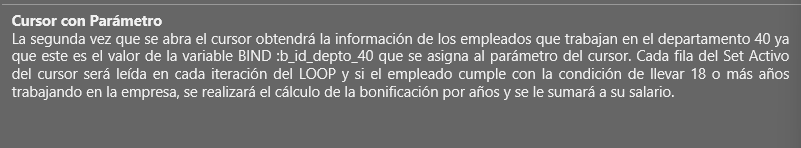 Cursor con Parámetro
La segunda vez que se abra el cursor obtendrá la información de los empleados que trabajan en el departamento 40 ya
que este es el valor de la variable BIND :b_id_depto_40 que se asigna al parámetro del cursor. Cada fila del Set Activo
del cursor será leída en cada iteración del LOOP y si el empleado cumple con la condición de llevar 18 o más años
trabajando en la empresa, se realizará el cálculo de la bonificación por años y se le sumará a su salario.